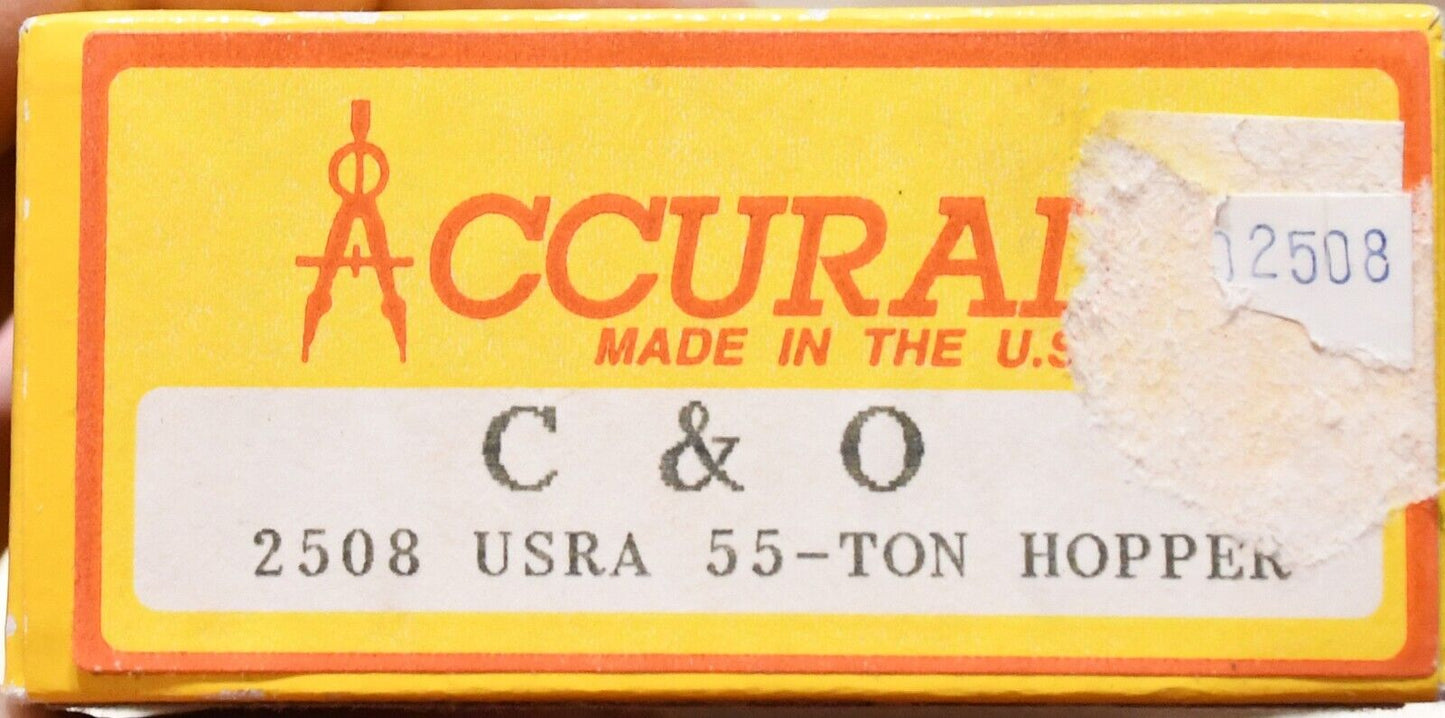 ACCURAI
2508
MADE IN THE U.S
C & O
2508 USRA 55-TON HOPPER